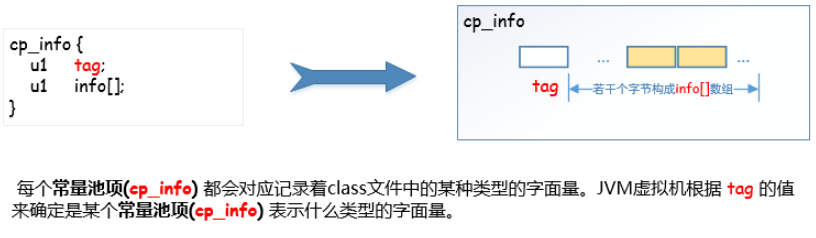 cp_info {
u1 tag;
u1 info[];
}
cp_info
... ...
tag
若干个字节构成info[]数组
每个常量池项(cp_info) 都会对应记录着class文件中的某种类型的字面量。JVM虚拟机根据 tag 的值
来确定是某个常量池项(cp_info) 表示什么类型的字面量。